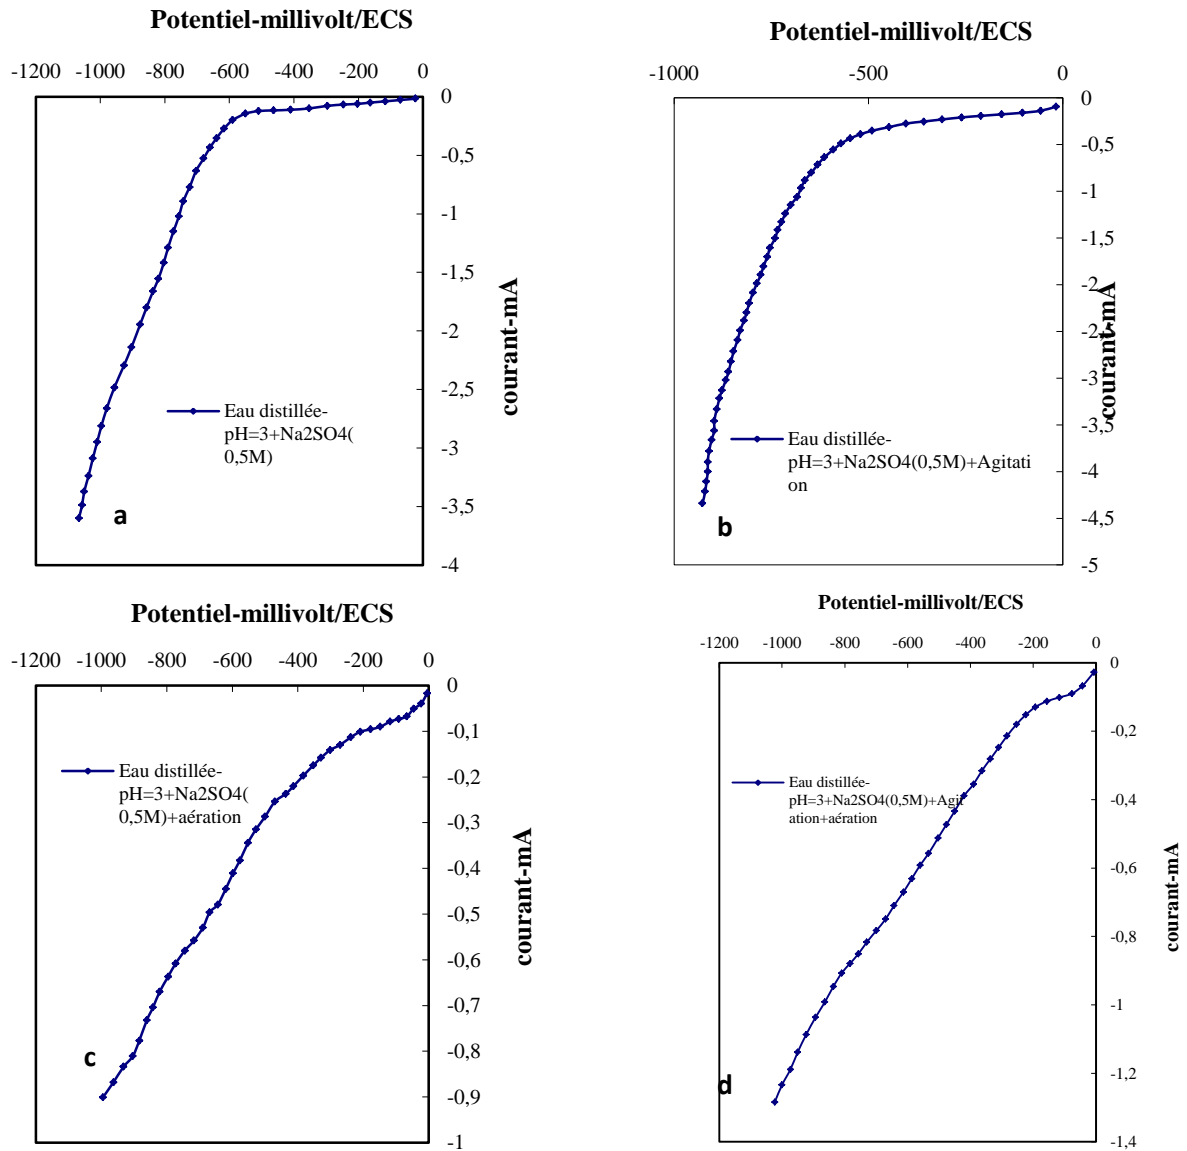 Potentiel-millivolt/ECS
-1200 -1000 -800 -600 -400 -200 0
0
-0,5
-1
-1,5
-2
-2,5
-3
-3,5
-4
courant-mA
Eau distillée-
pH=3+Na2SO4(
0,5M)
a
Potentiel-millivolt/ECS
-1000 -500 0
0
-0,5
-1
-1,5
-2
-2,5
-3
-3,5
-4
-4,5
-5
courant-mA
Eau distillée-
pH=3+Na2SO4(0,5M)+Agitati
on
b
Potentiel-millivolt/ECS
-1200 -1000 -800 -600 -400 -200 0
0
-0,1
-0,2
-0,3
-0,4
-0,5
-0,6
-0,7
-0,8
-0,9
-1
courant-mA
Eau distillée-
pH=3+Na2SO4(
0,5M)+aération
c
Potentiel-millivolt/ECS
-1200 -1000 -800 -600 -400 -200 0
0
-0,2
-0,4
-0,6
-0,8
-1
-1,2
-1,4
courant-mA
Eau distillée-
pH=3+Na2SO4(0,5M)+Agit
ation+aération
d